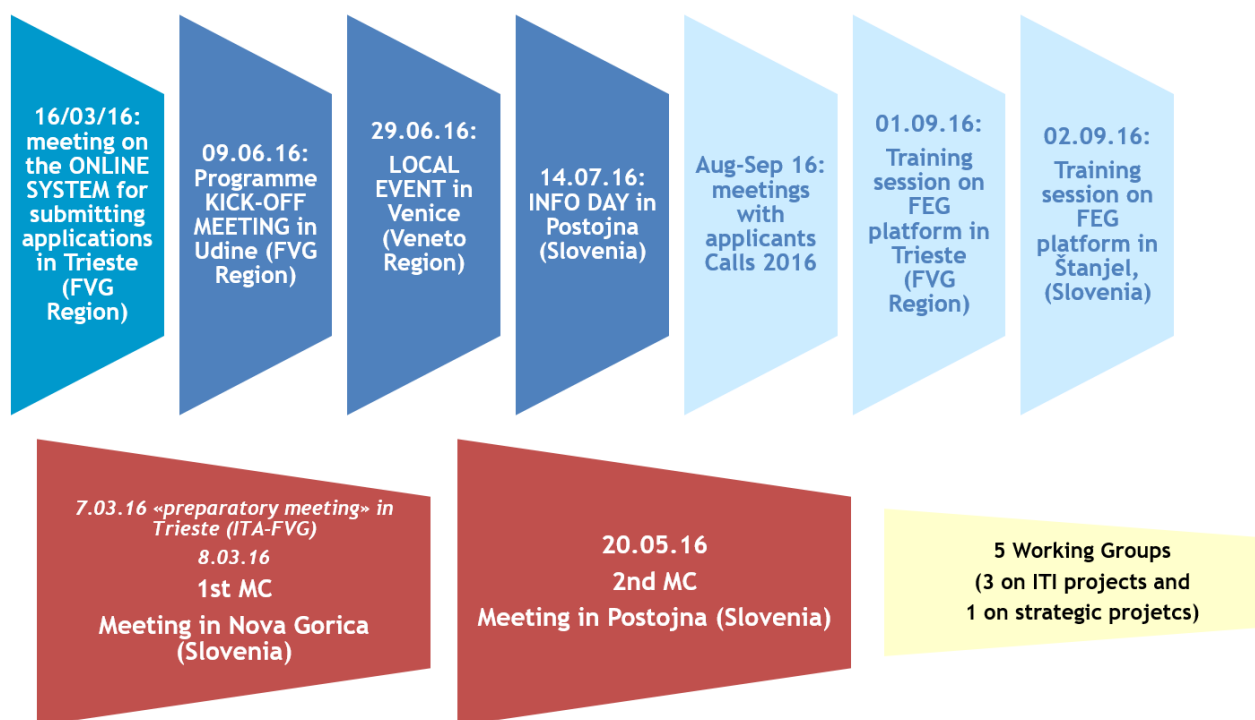 16/03/16:
meeting on
the ONLINE
SYSTEM for
submitting
applications
in Trieste
(FVG
Region)
09.06.16:
Programme
KICK-OFF
MEETING in
Udine (FVG
Region)
29.06.16:
LOCAL
EVENT in
Venice
(Veneto
Region)
14.07.16:
INFO DAY in
Postojna
(Slovenia)
Aug-Sep 16:
meetings
with
applicants
Calls 2016
01.09.16:
Training
session on
FEG
platform in
Trieste
(FVG
Region)
02.09.16:
Training
session on
FEG
platform in
Štanjel,
(Slovenia)
7.03.16 «preparatory meeting» in
Trieste (ITA-FVG)
8.03.16
1st MC
Meeting in Nova Gorica
(Slovenia)
20.05.16
2nd MC
Meeting in Postojna (Slovenia)
5 Working Groups
(3 on ITI projects and
1 on strategic projetcs)